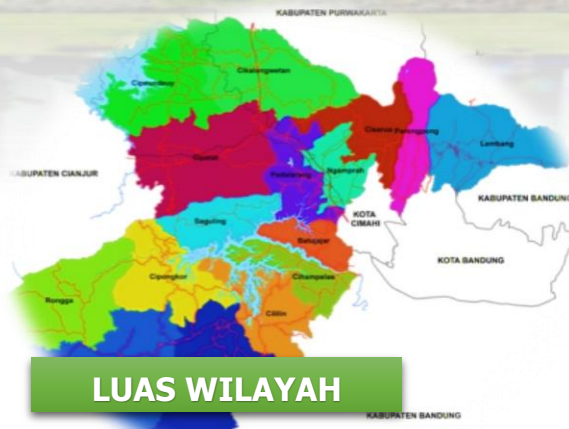 KABUPATEN PURWAKARTA
Cikalongwetan
Cipeundeuy
Cisarua
Parongpong
Lembang
Cipatat
Padalarang
Ngamprah
KABUPATEN CIANJUR
KABUPATEN BANDUNG
Saguling
KOTA
CIMAHI
Batujajar
KOTA BANDUNG
Cipongkor
Cihampelas
Rongga
Cililin
LUAS WILAYAH
KABUPATEN BANDUNG